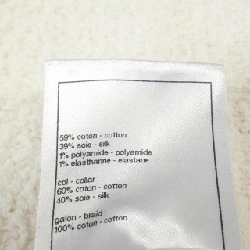 59% coton - cotton
39% soie - silk
1% polyamide - polyamide
1% elasthanne - elastane
col - collar
60% coton - cotton
40% soie - silk
galon - braid
100% coton - cotton